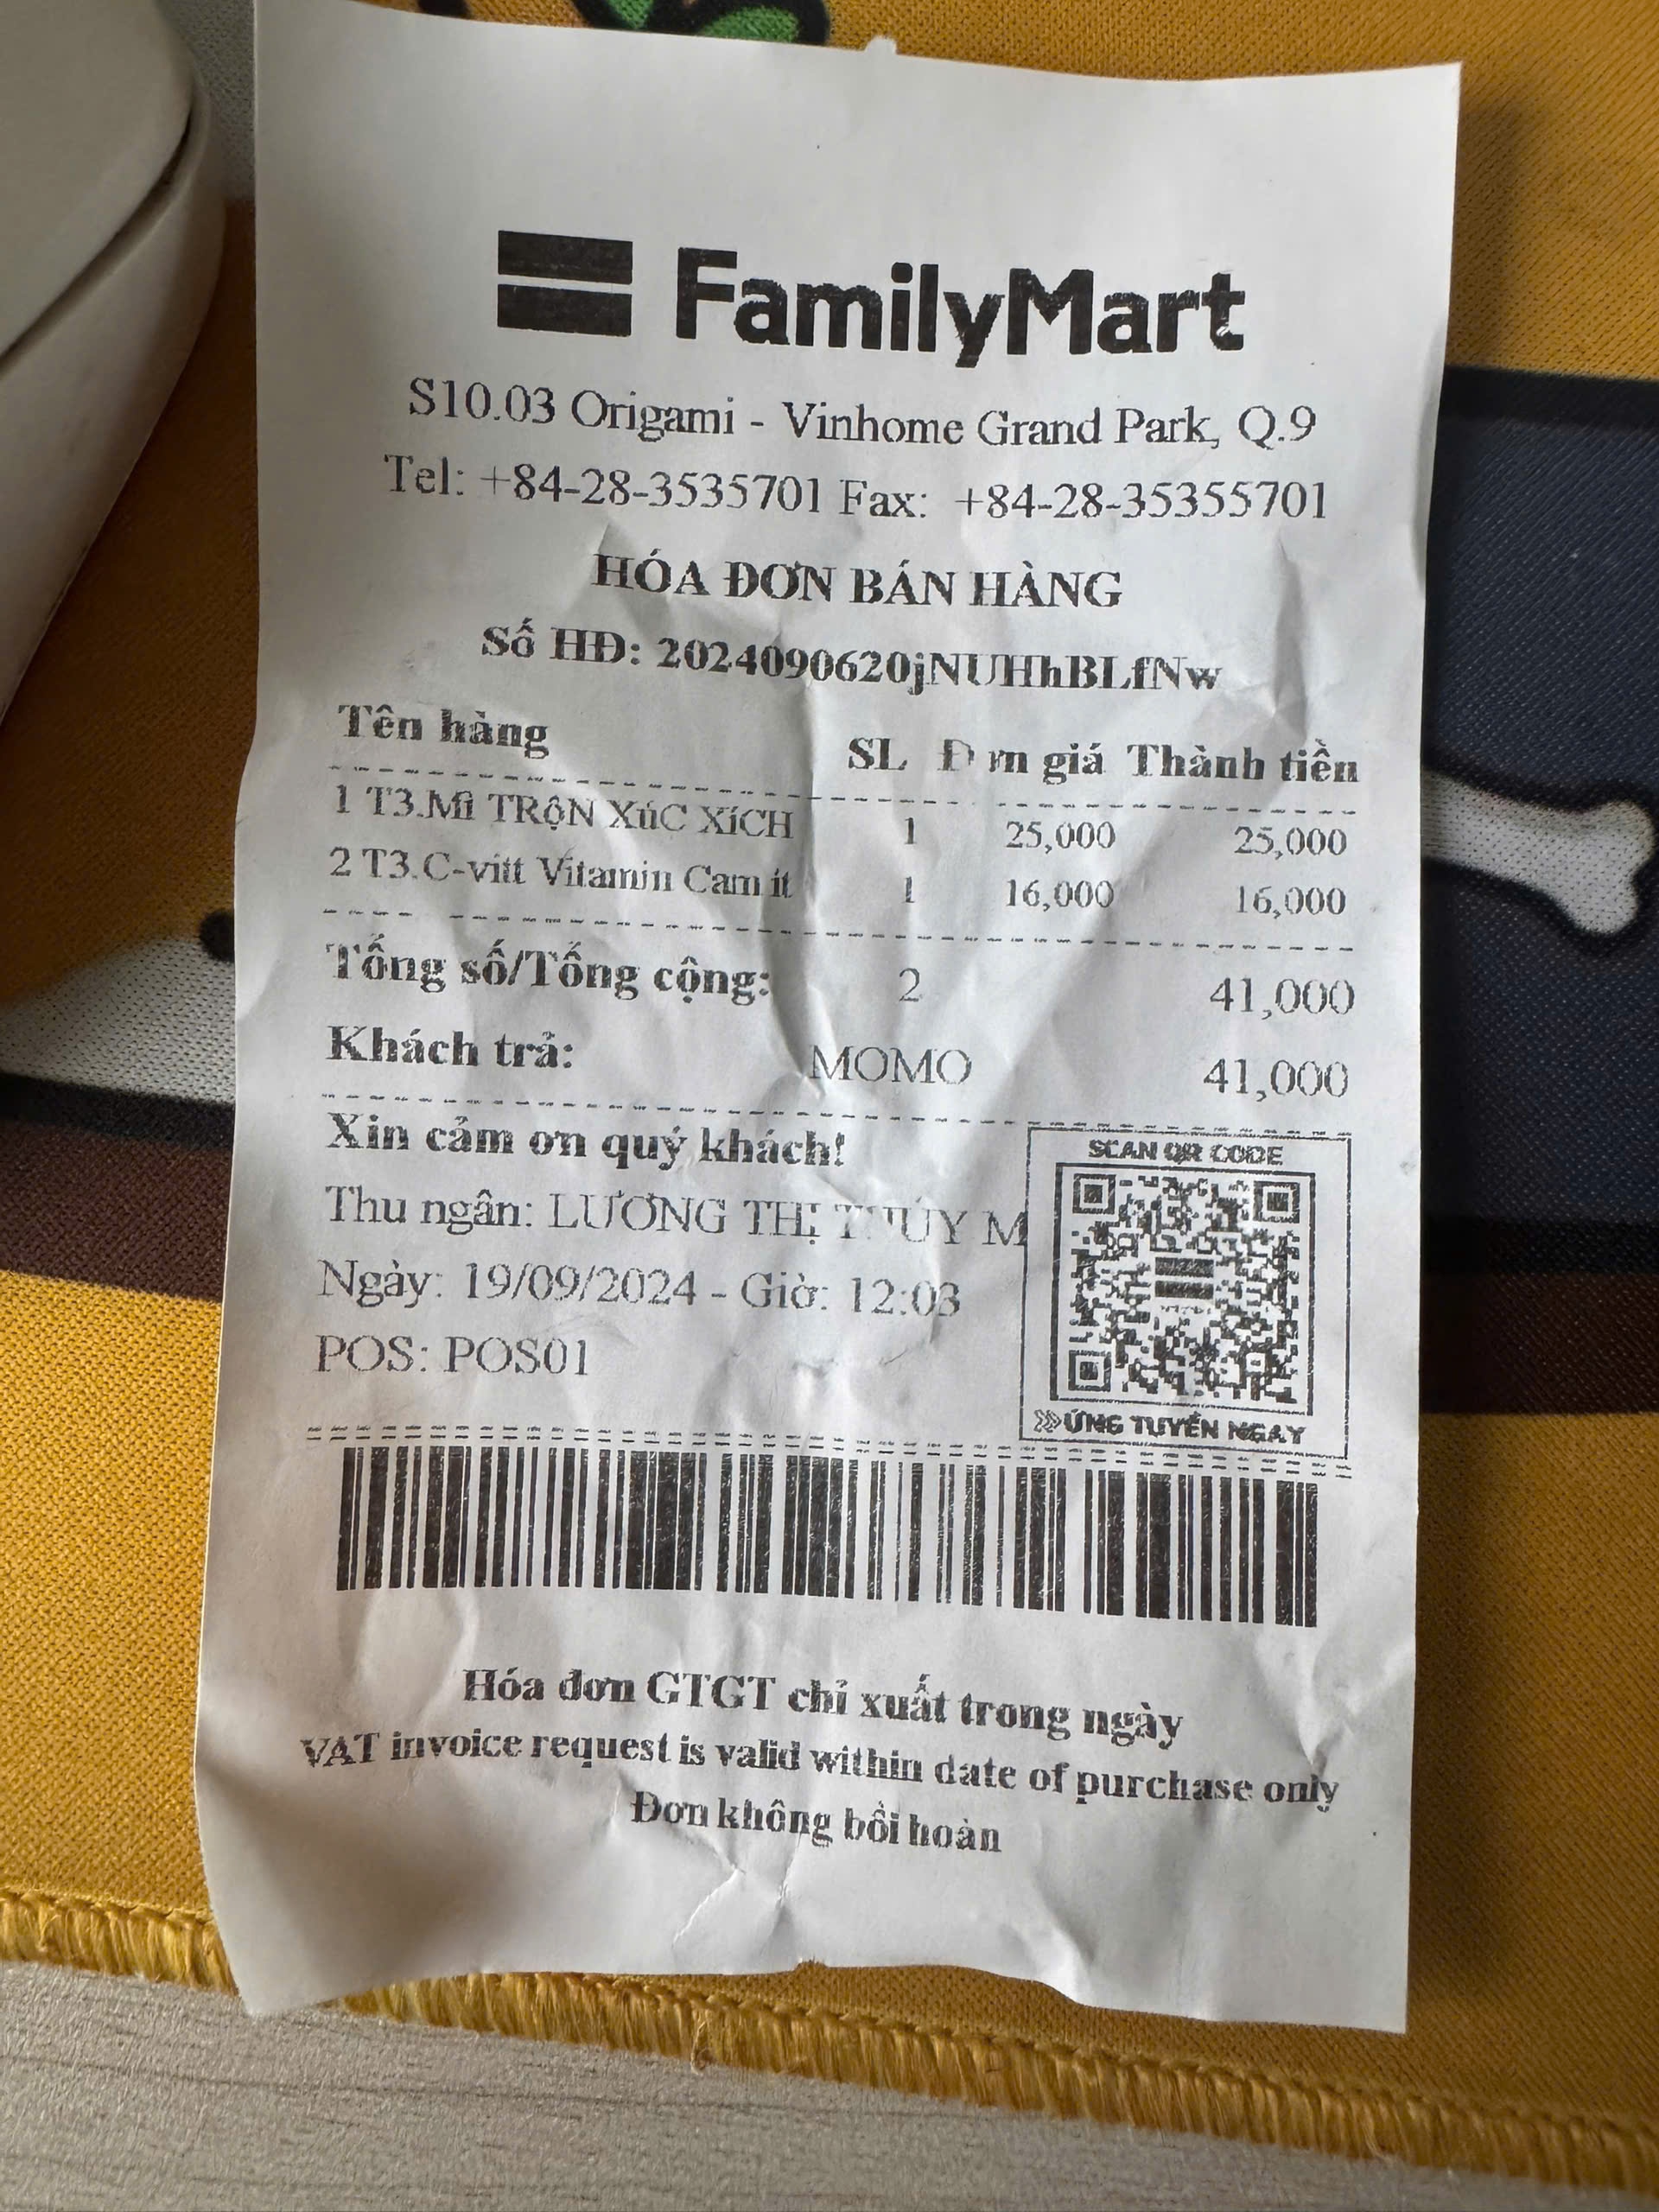 FamilyMart
S10.03 Origami - Vinhome Grand Park, Q.9
Tel: +84-28-3535701 Fax: +84-28-35355701
HÓA ĐƠN BÁN HÀNG
Số HĐ: 2024090620jNUHhBLfNw
Tên hàng SL Đơn giá Thành tiền
1 T3.Mì TRộN XúC XíCH 1 25,000 25,000
2 T3.C-vitt Vitamin Cam ít 1 16,000 16,000
Tổng số/Tổng cộng: 2 41,000
Khách trả: MOMO 41,000
Xin cảm ơn quý khách!
SCAN QR CODE
Thu ngân: LƯƠNG THỊ THÚY M
Ngày: 19/09/2024 - Giờ: 12:03
POS: POS01
ỨNG TUYỂN NGAY
Hóa đơn GTGT chỉ xuất trong ngày
VAT invoice request is valid within date of purchase only
Đơn không bồi hoàn